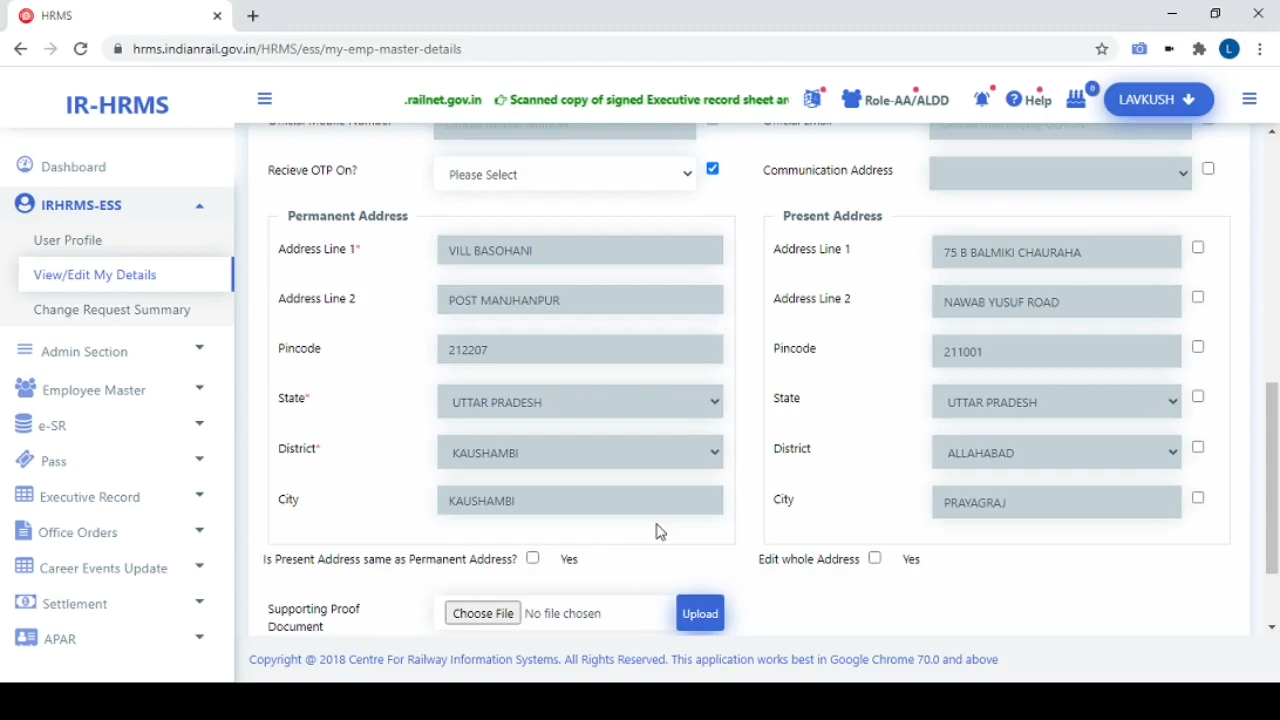 HRMS
hrms.indianrail.gov.in/HRMS/ess/my-emp-master-details
L
IR-HRMS
.railnet.gov.in Scanned copy of signed Executive record sheet an
Role-AA/ALDD
Help
0
LAVKUSH
Dashboard
IRHRMS-ESS
User Profile
View/Edit My Details
Change Request Summary
Admin Section
Employee Master
e-SR
Pass
Executive Record
Office Orders
Career Events Update
Settlement
APAR
Official Mobile Number
Official Email
Recieve OTP On?
Please Select
Communication Address
Permanent Address
Address Line 1*
VILL BASOHANI
Address Line 2
POST MANJHANPUR
Pincode
212207
State*
UTTAR PRADESH
District*
KAUSHAMBI
City
KAUSHAMBI
Present Address
Address Line 1
75 B BALMIKI CHAURAHA
Address Line 2
NAWAB YUSUF ROAD
Pincode
211001
State
UTTAR PRADESH
District
ALLAHABAD
City
PRAYAGRAJ
Is Present Address same as Permanent Address? Yes
Edit whole Address Yes
Supporting Proof
Document
Choose File No file chosen
Upload
Copyright @ 2018 Centre For Railway Information Systems. All Rights Reserved. This application works best in Google Chrome 70.0 and above